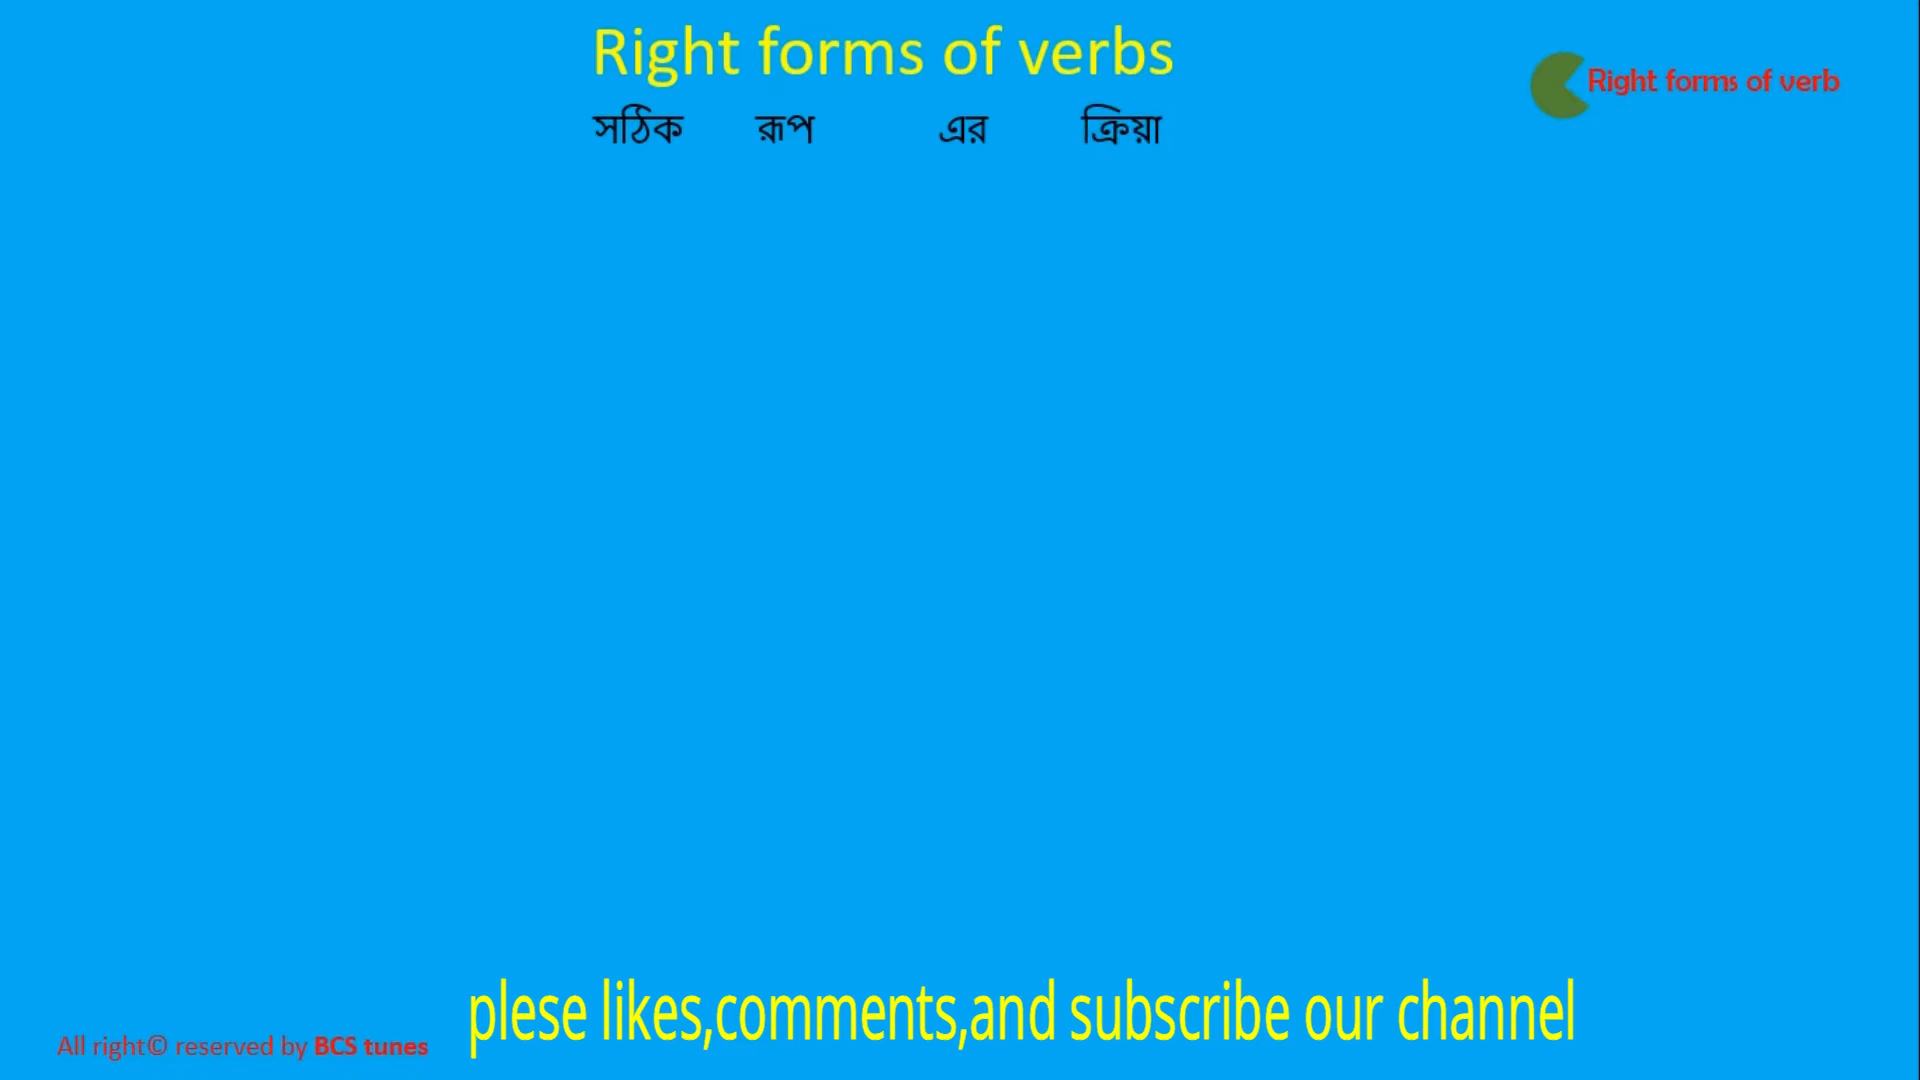 Right forms of verbs
সঠিক রূপ এর ক্রিয়া
Right forms of verb
plese likes,comments,and subscribe our channel
All right© reserved by BCS tunes